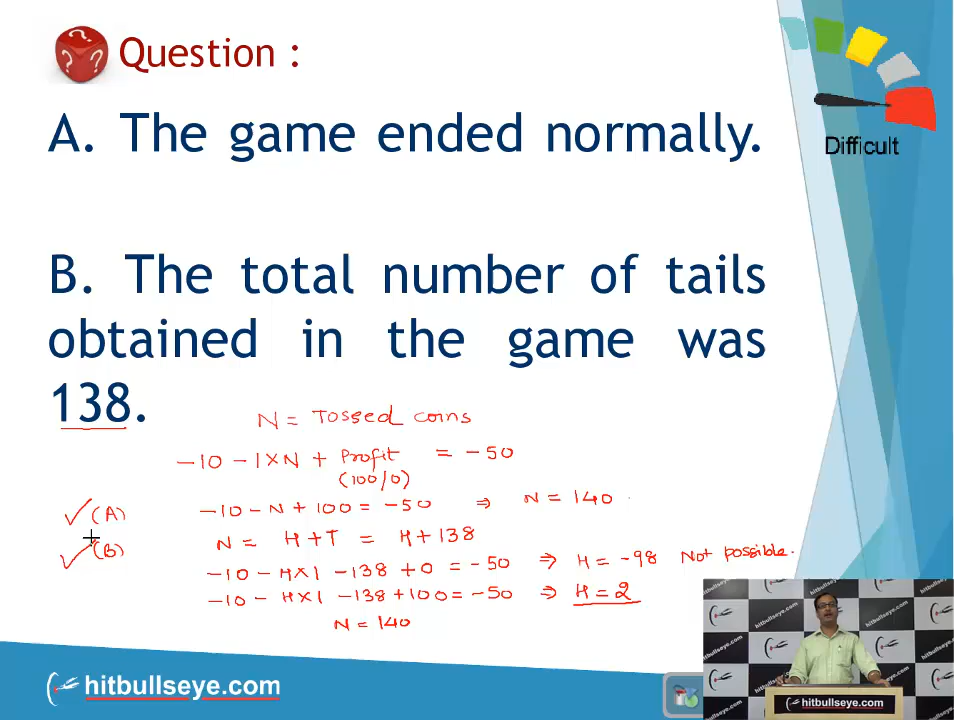 Question :
A. The game ended normally.
Difficult
B. The total number of tails
obtained in the game was
138.
N = Tossed coins
-10 - 1×N + Profit = -50
(100/0)
(A) -10 - N + 100 = -50 ⇒ N = 140
(B) N = H+T = H+138
-10 - H×1 - 138 + 0 = -50 ⇒ H = -98 Not possible.
-10 - H×1 - 138 + 100 = -50 ⇒ H = 2
N = 140
hitbullseye.com
hitbullseye.com